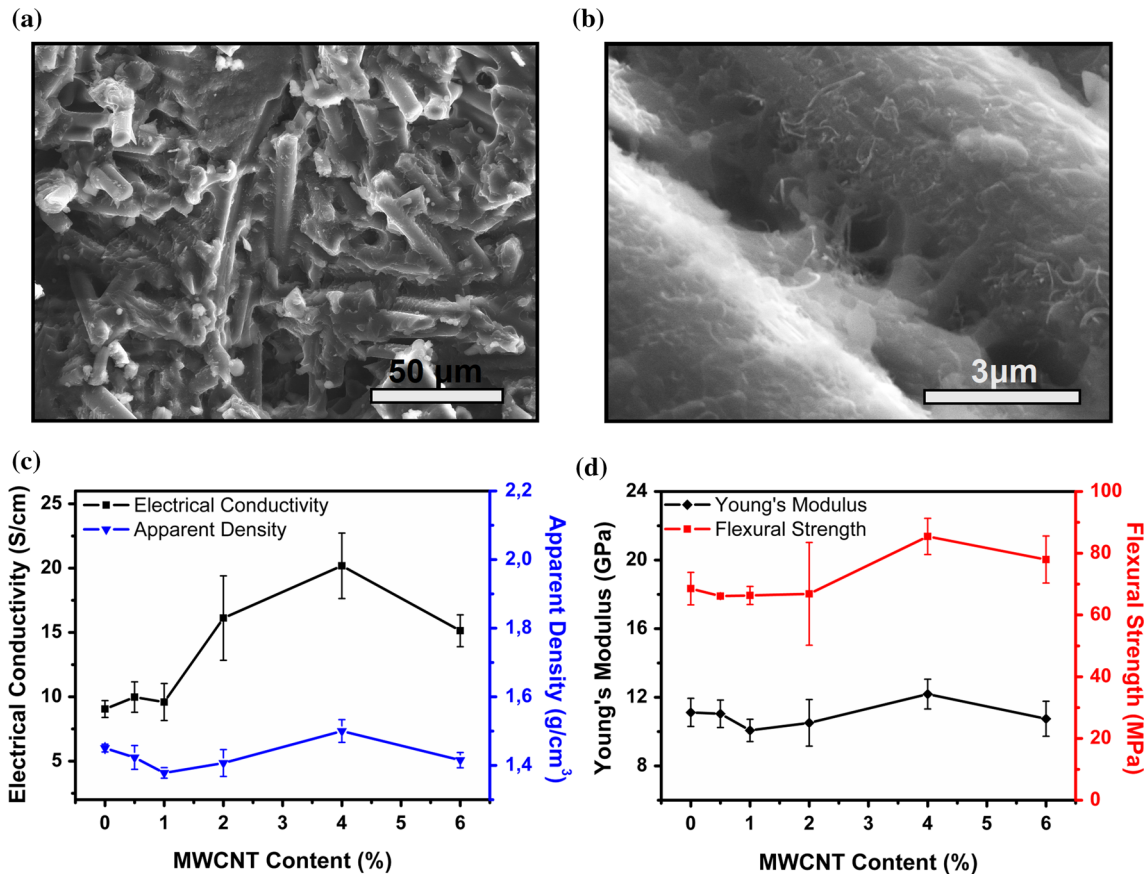 (a)
(b)
50 μm
3μm
(c)
(d)
Electrical Conductivity (S/cm)
25
20
15
10
5
Electrical Conductivity
Apparent Density
2,2
2,0
1,8
1,6
1,4
Apparent Density (g/cm³)
0 1 2 3 4 5 6
MWCNT Content (%)
Young's Modulus (GPa)
24
20
16
12
8
Young's Modulus
Flexural Strength
100
80
60
40
20
0
Flexural Strength (MPa)
0 1 2 3 4 5 6
MWCNT Content (%)